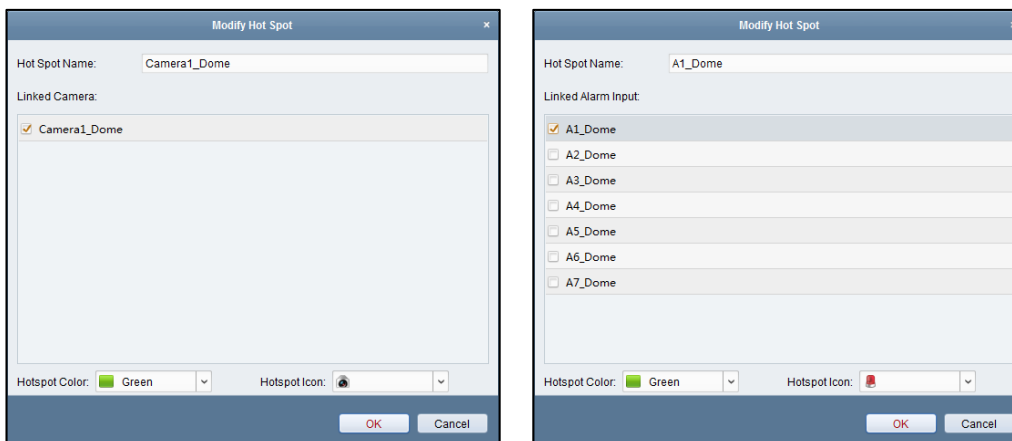 Modify Hot Spot ×
Hot Spot Name: Camera1_Dome
Linked Camera:
Camera1_Dome
Hotspot Color: Green Hotspot Icon:
OK Cancel
Modify Hot Spot
Hot Spot Name: A1_Dome
Linked Alarm Input:
A1_Dome
A2_Dome
A3_Dome
A4_Dome
A5_Dome
A6_Dome
A7_Dome
Hotspot Color: Green Hotspot Icon:
OK Cancel